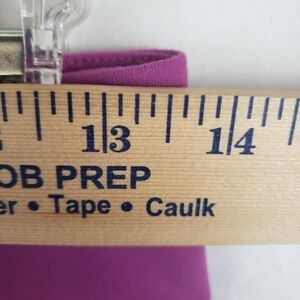 13 14
OB PREP
er • Tape • Caulk